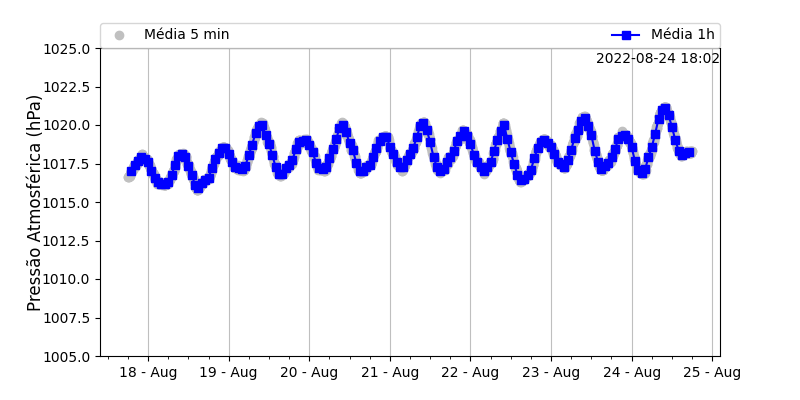 Média 5 min
Média 1h
2022-08-24 18:02
Pressão Atmosférica (hPa)
1025.0
1022.5
1020.0
1017.5
1015.0
1012.5
1010.0
1007.5
1005.0
18 - Aug
19 - Aug
20 - Aug
21 - Aug
22 - Aug
23 - Aug
24 - Aug
25 - Aug